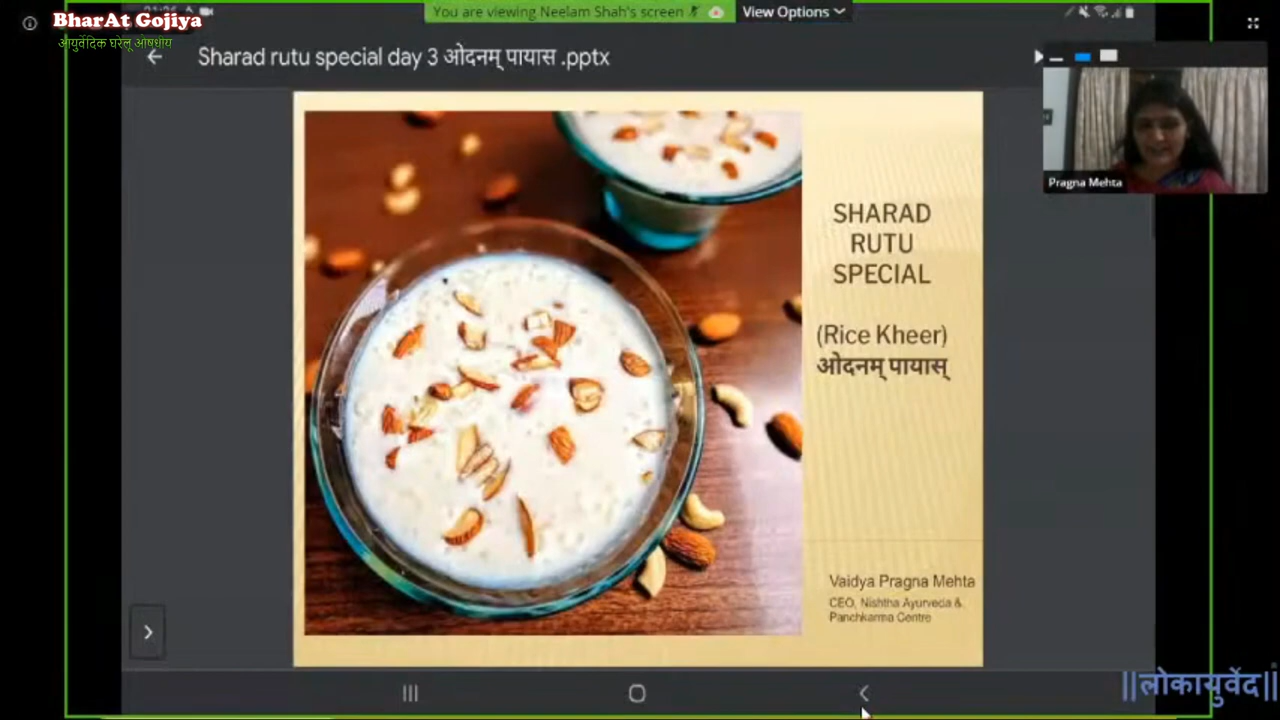 You are viewing Neelam Shah's screen
View Options
BharAt Gojiya
आयुर्वेदिक घरेलू औषधीय
Sharad rutu special day 3 ओदनम् पायास .pptx
Pragna Mehta
SHARAD
RUTU
SPECIAL
(Rice Kheer)
ओदनम् पायास्
Vaidya Pragna Mehta
CEO, Nishtha Ayurveda &
Panchkarma Centre
||लोकायुर्वेद||